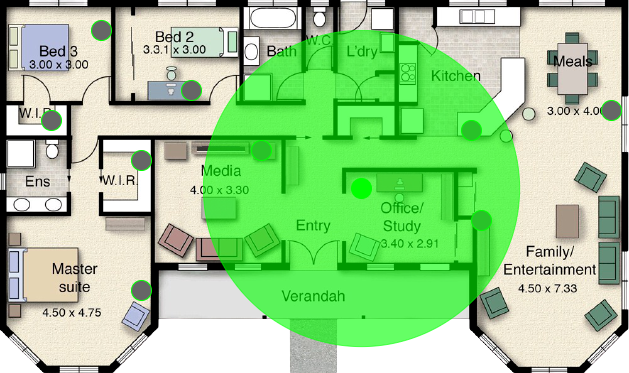 Bed 3
3.00 x 3.00
Bed 2
3.3.1 x 3.00
Bath
W.C
L'dry
Kitchen
Meals
3.00 x 4.00
W.I.R.
Ens
W.I.R.
Media
4.00 x 3.30
Entry
Office/
Study
3.40 x 2.91
Master
suite
4.50 x 4.75
Verandah
Family/
Entertainment
4.50 x 7.33